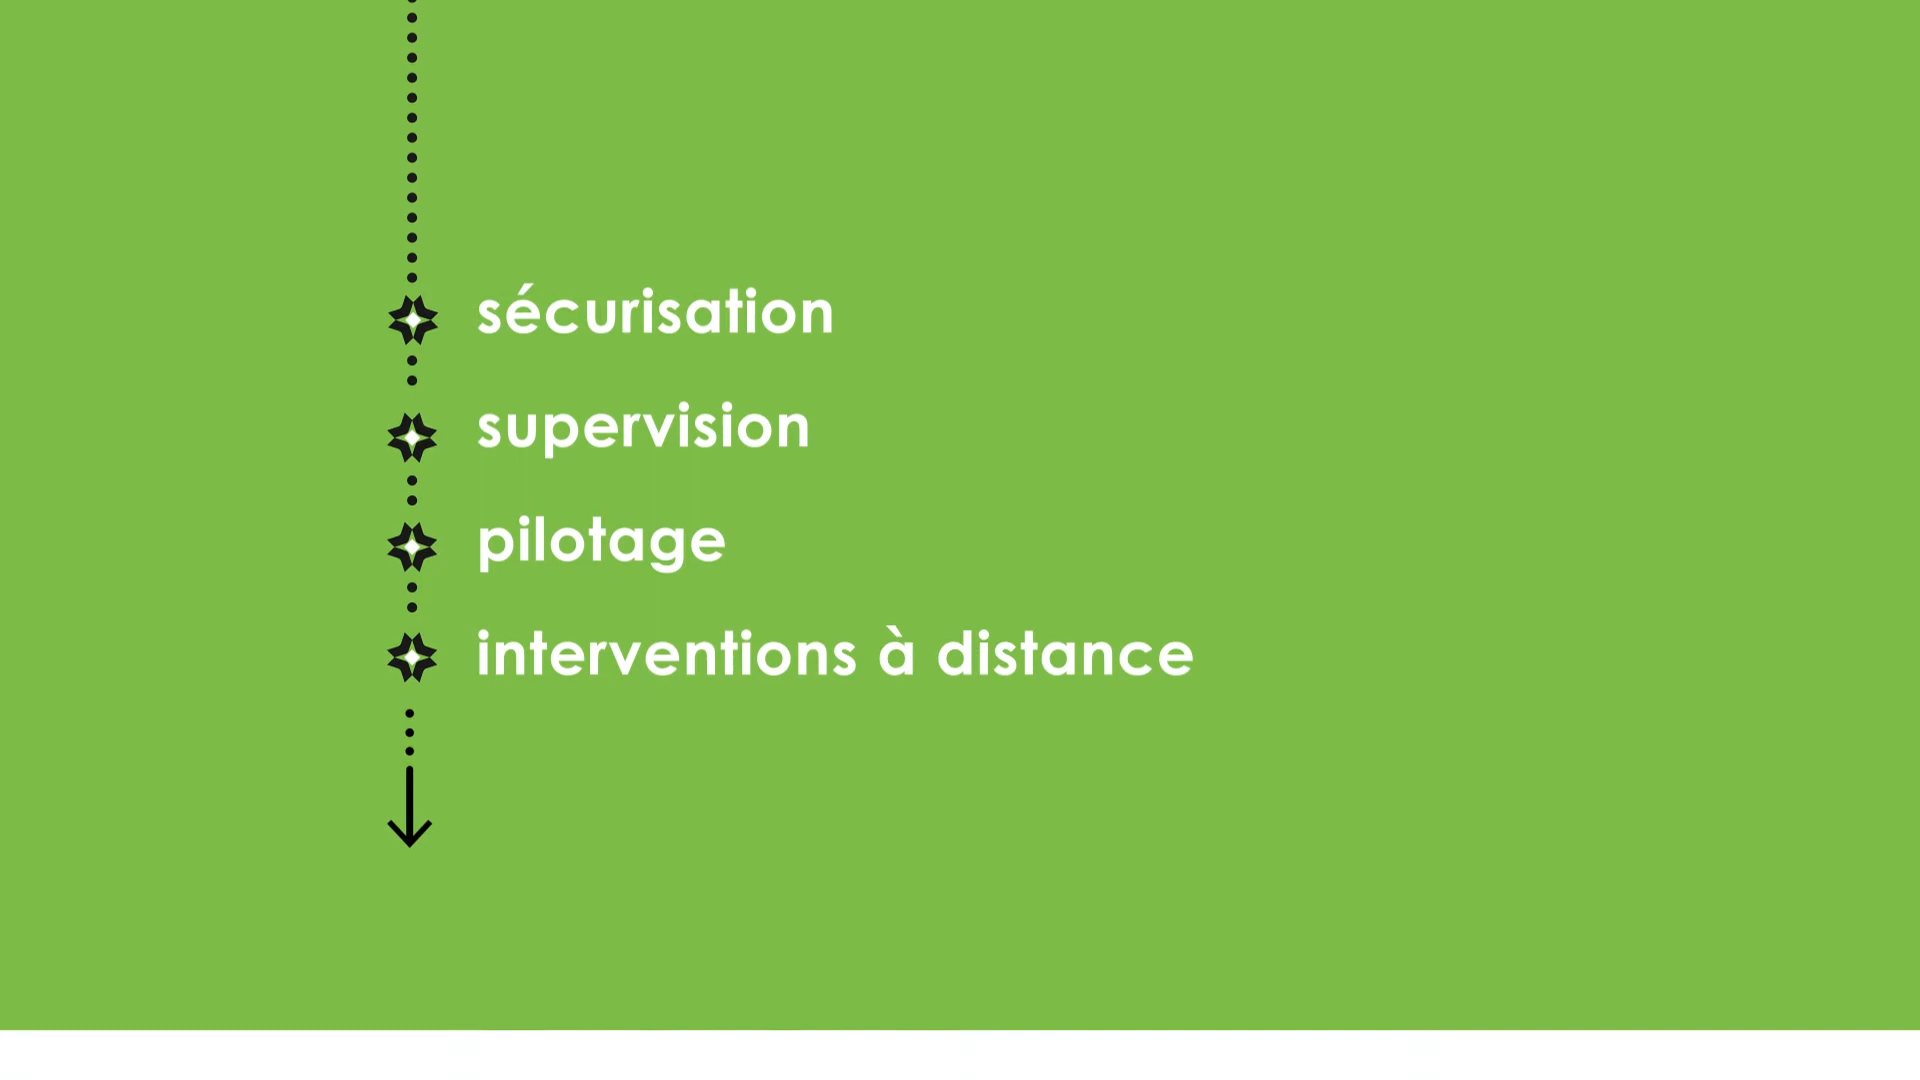 sécurisation
supervision
pilotage
interventions à distance